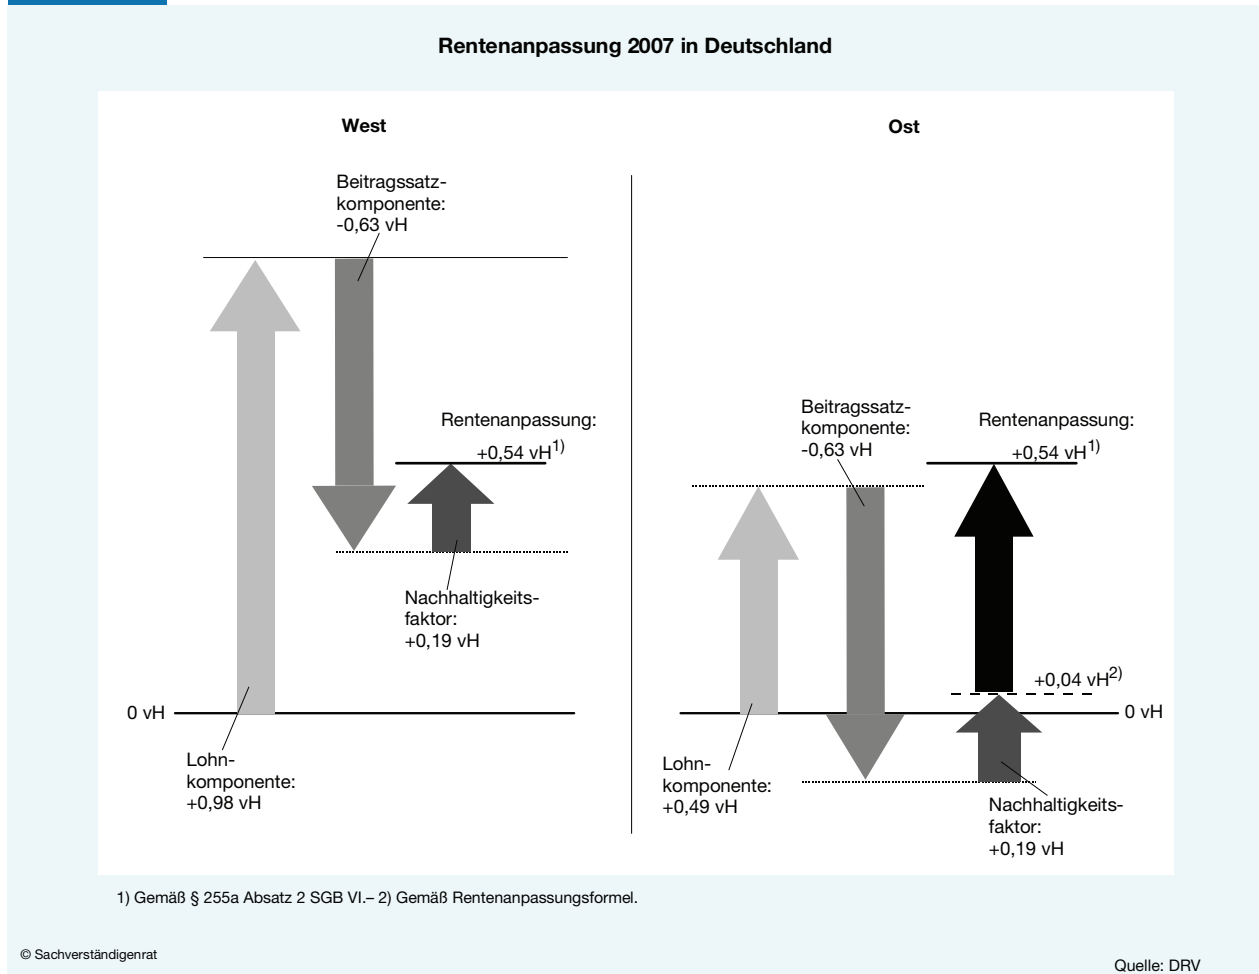 Rentenanpassung 2007 in Deutschland
West
Beitragssatz-
komponente:
-0,63 vH
Rentenanpassung:
+0,54 vH1)
Nachhaltigkeits-
faktor:
+0,19 vH
0 vH
Lohn-
komponente:
+0,98 vH
Ost
Beitragssatz-
komponente:
-0,63 vH
Rentenanpassung:
+0,54 vH1)
+0,04 vH2)
0 vH
Lohn-
komponente:
+0,49 vH
Nachhaltigkeits-
faktor:
+0,19 vH
1) Gemäß § 255a Absatz 2 SGB VI.– 2) Gemäß Rentenanpassungsformel.
© Sachverständigenrat
Quelle: DRV